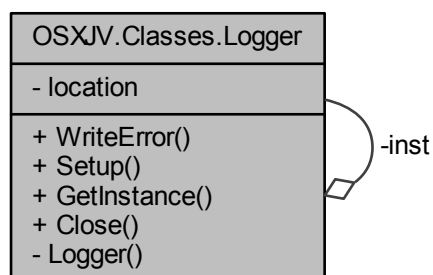 OSXJV.Classes.Logger
- location
+ WriteError()
+ Setup()
+ GetInstance()
+ Close()
- Logger()
-inst